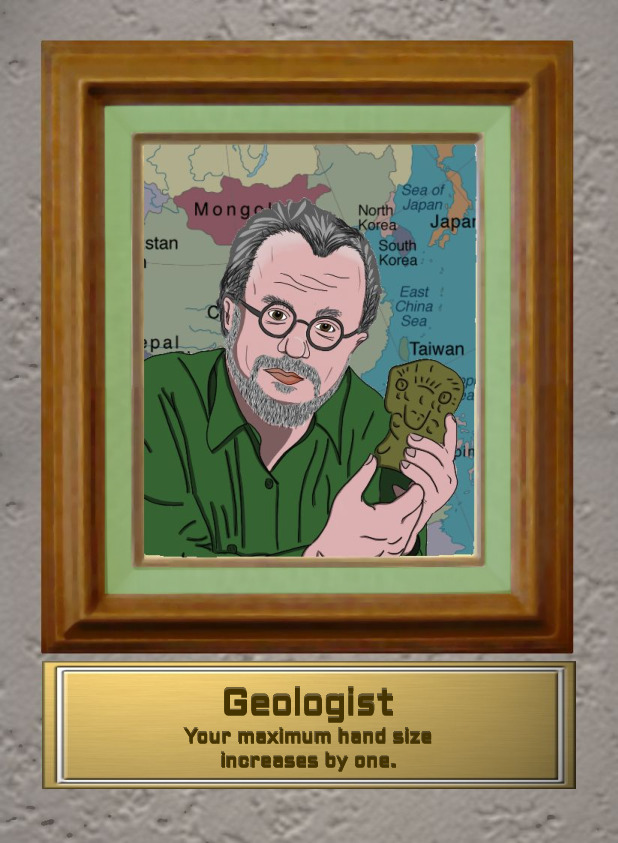 Mongol
Sea of
Japan
North
Korea
Japan
South
Korea
stan
East
China
Sea
C
epal
Taiwan
Geologist
Your maximum hand size
increases by one.